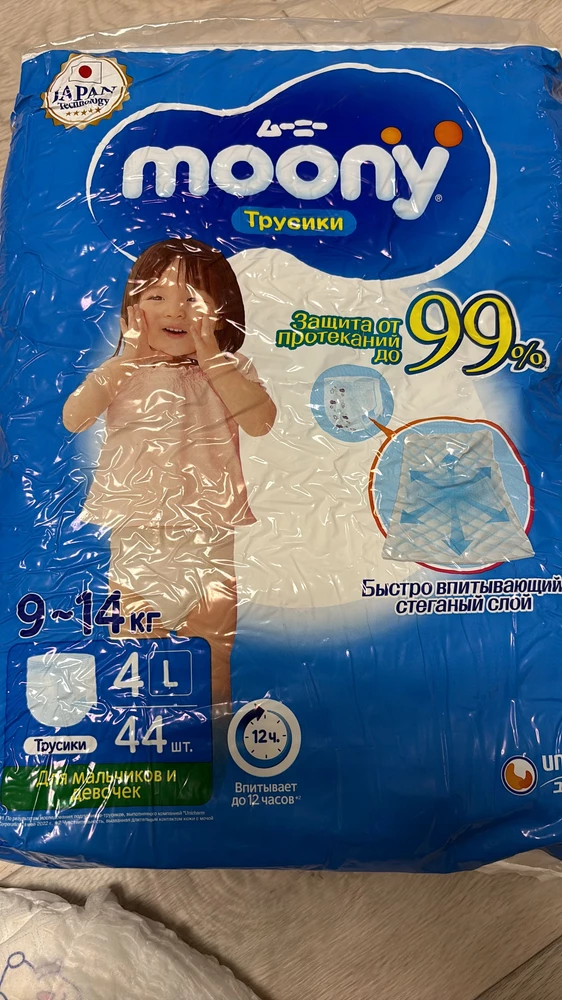 JAPAN
Technology
ムーニー
moony
®
Трусики
Защита от
протеканий
до
99%
Быстро впитывающий
стеганый слой
9~14 кг
4 L
Трусики
44 шт.
Для мальчиков и
девочек
12 ч.
Впитывает
до 12 часов